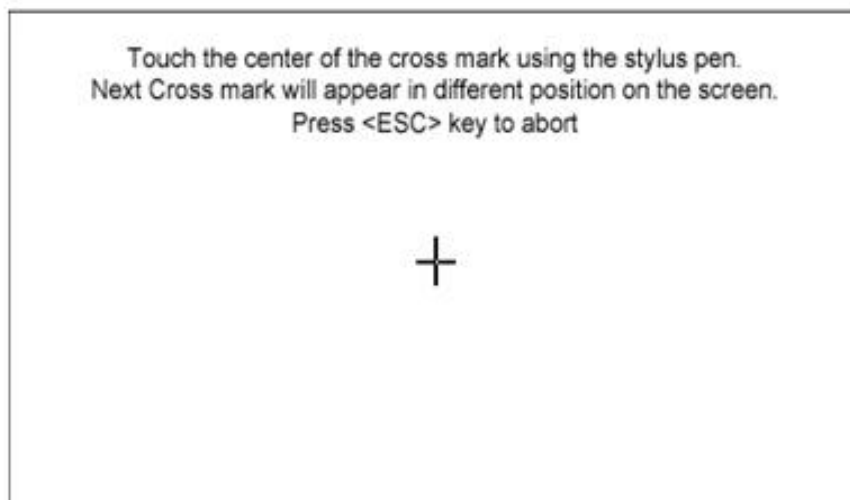 Touch the center of the cross mark using the stylus pen.
Next Cross mark will appear in different position on the screen.
Press <ESC> key to abort